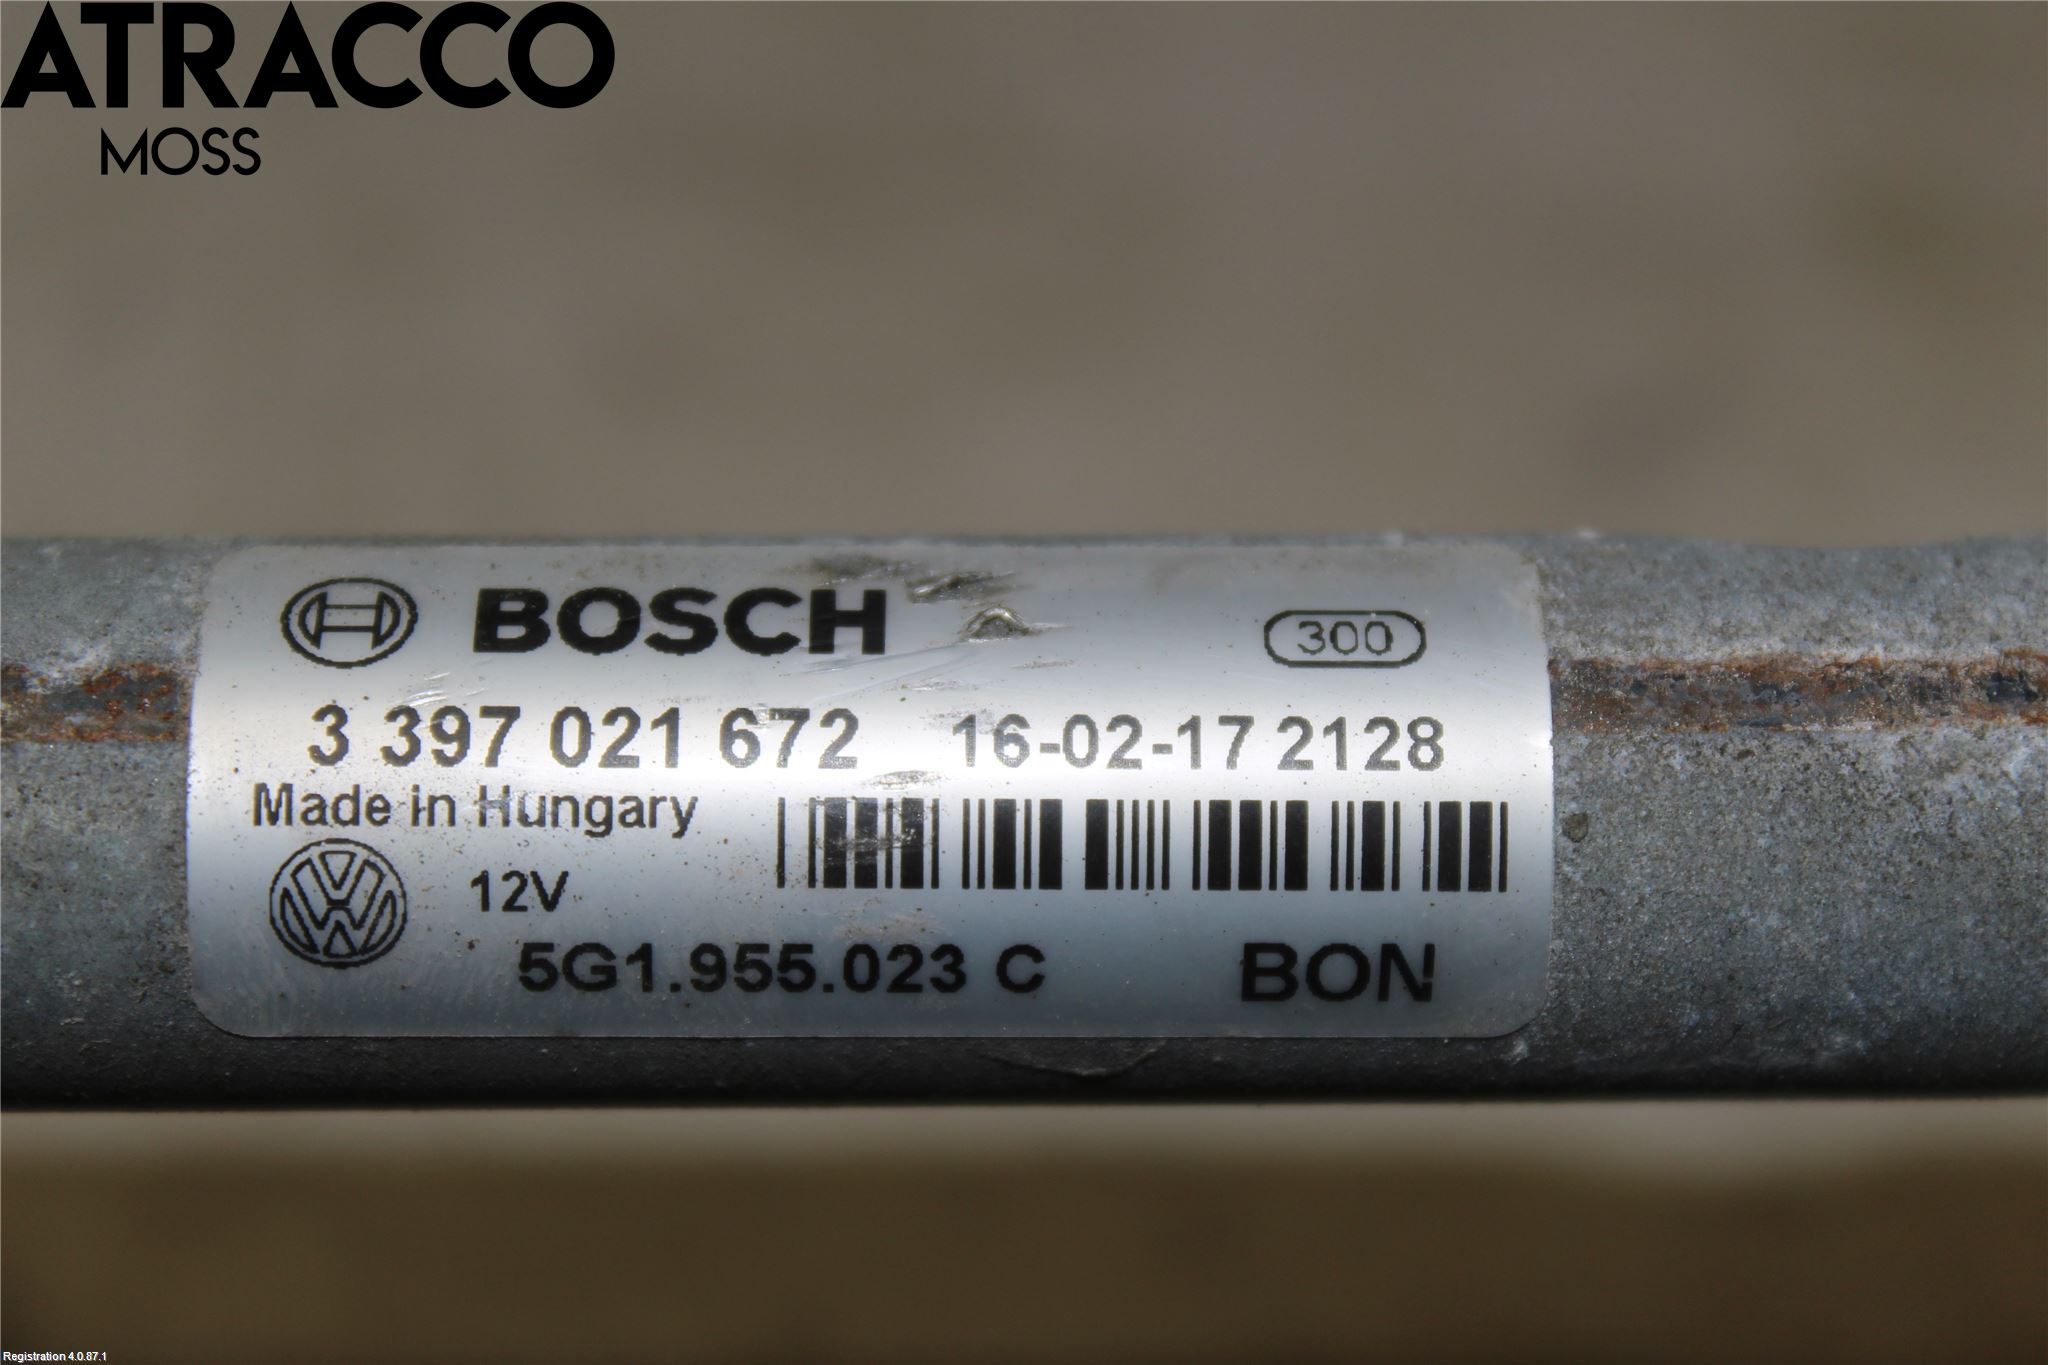 ATRACCO
MOSS
BOSCH
300
3 397 021 672 16-02-17 2128
Made in Hungary
12V
5G1.955.023 C BON
Registration 4.0.87.1